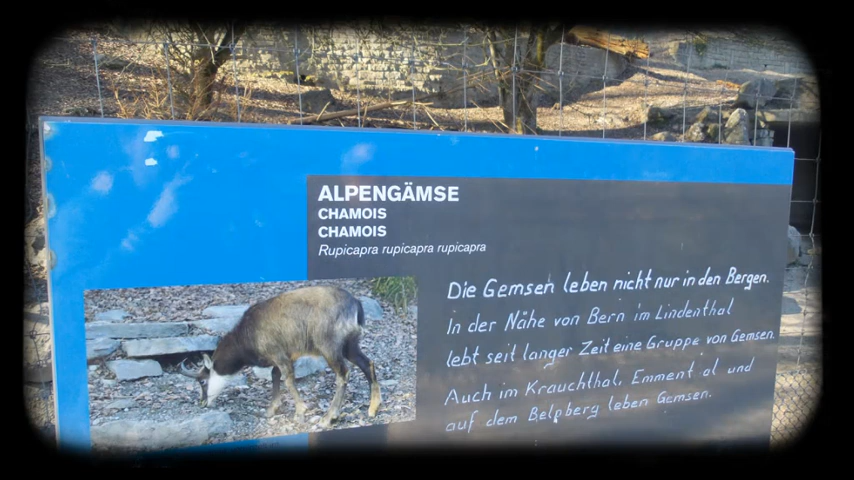 ALPENGÄMSE
CHAMOIS
CHAMOIS
Rupicapra rupicapra rupicapra
Die Gemsen leben nicht nur in den Bergen.
In der Nähe von Bern im Lindenthal
lebt seit langer Zeit eine Gruppe von Gemsen.
Auch im Krauchthal, Emment al und
auf dem Belpberg leben Gemsen.